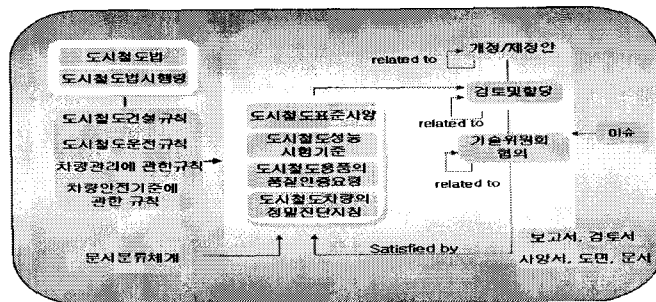 도시철도법
도시철도법시행령
도시철도건설규칙
도시철도운전규칙
차량관리에 관한규칙
차량안전기준에
관한 규칙
문서분류체계
도시철도표준사양
도시철도성능
시험기준
도시철도용품의
품질인증요령
도시철도차량의
정밀진단지침
개정/제정안
related to
검토및할당
related to
기술위원회
협의
related to
이슈
Satisfied by
보고서, 검토서
사양서, 도면, 문서